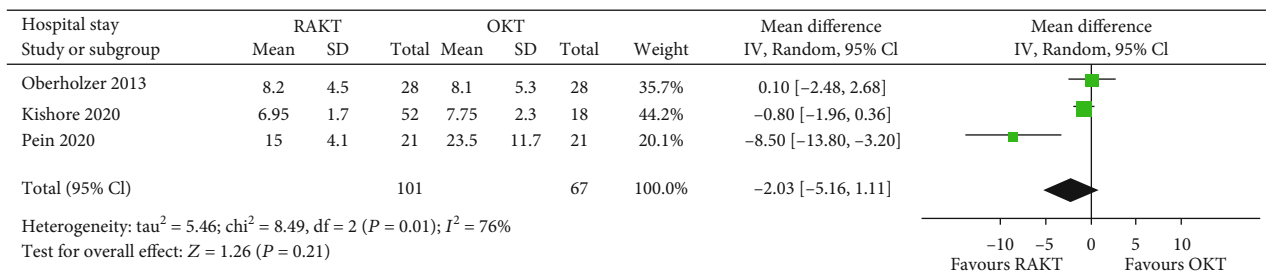 Hospital stay RAKT OKT Mean difference Mean difference
Study or subgroup Mean SD Total Mean SD Total Weight IV, Random, 95% Cl IV, Random, 95% Cl
Oberholzer 2013 8.2 4.5 28 8.1 5.3 28 35.7% 0.10 [−2.48, 2.68]
Kishore 2020 6.95 1.7 52 7.75 2.3 18 44.2% −0.80 [−1.96, 0.36]
Pein 2020 15 4.1 21 23.5 11.7 21 20.1% −8.50 [−13.80, −3.20]
Total (95% Cl) 101 67 100.0% −2.03 [−5.16, 1.11]
Heterogeneity: tau² = 5.46; chi² = 8.49, df = 2 (P = 0.01); I² = 76%
Test for overall effect: Z = 1.26 (P = 0.21)
−10 −5 0 5 10
Favours RAKT Favours OKT